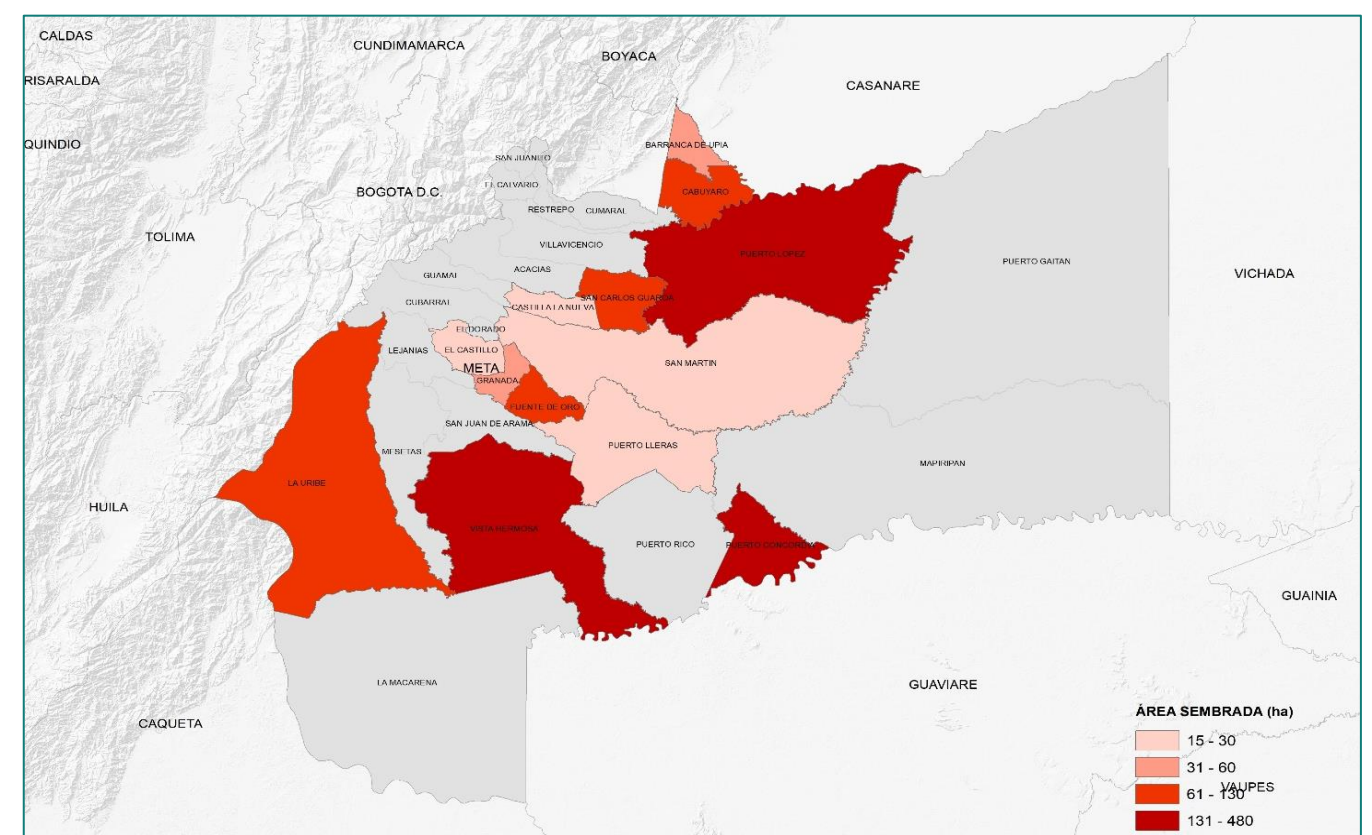 CALDAS
CUNDIMAMARCA
BOYACA
RISARALDA
CASANARE
QUINDIO
BARRANCA DE UPIA
SAN JUANITO
EL CALVARIO
CABUYARO
BOGOTA D.C.
RESTREPO
CUMARAL
TOLIMA
VILLAVICENCIO
PUERTO LOPEZ
PUERTO GAITAN
ACACIAS
VICHADA
GUAMAL
SAN CARLOS GUAROA
CUBARRAL
CASTILLA LA NUEVA
EL DORADO
LEJANIAS
EL CASTILLO
SAN MARTIN
META
GRANADA
FUENTE DE ORO
SAN JUAN DE ARAMA
PUERTO LLERAS
MESETAS
MAPIRIPAN
LA URIBE
HUILA
VISTA HERMOSA
PUERTO RICO
PUERTO CONCORDIA
GUAINIA
LA MACARENA
GUAVIARE
CAQUETA
ÁREA SEMBRADA (ha)
15 - 30
31 - 60
VAUPES
61 - 130
131 - 480